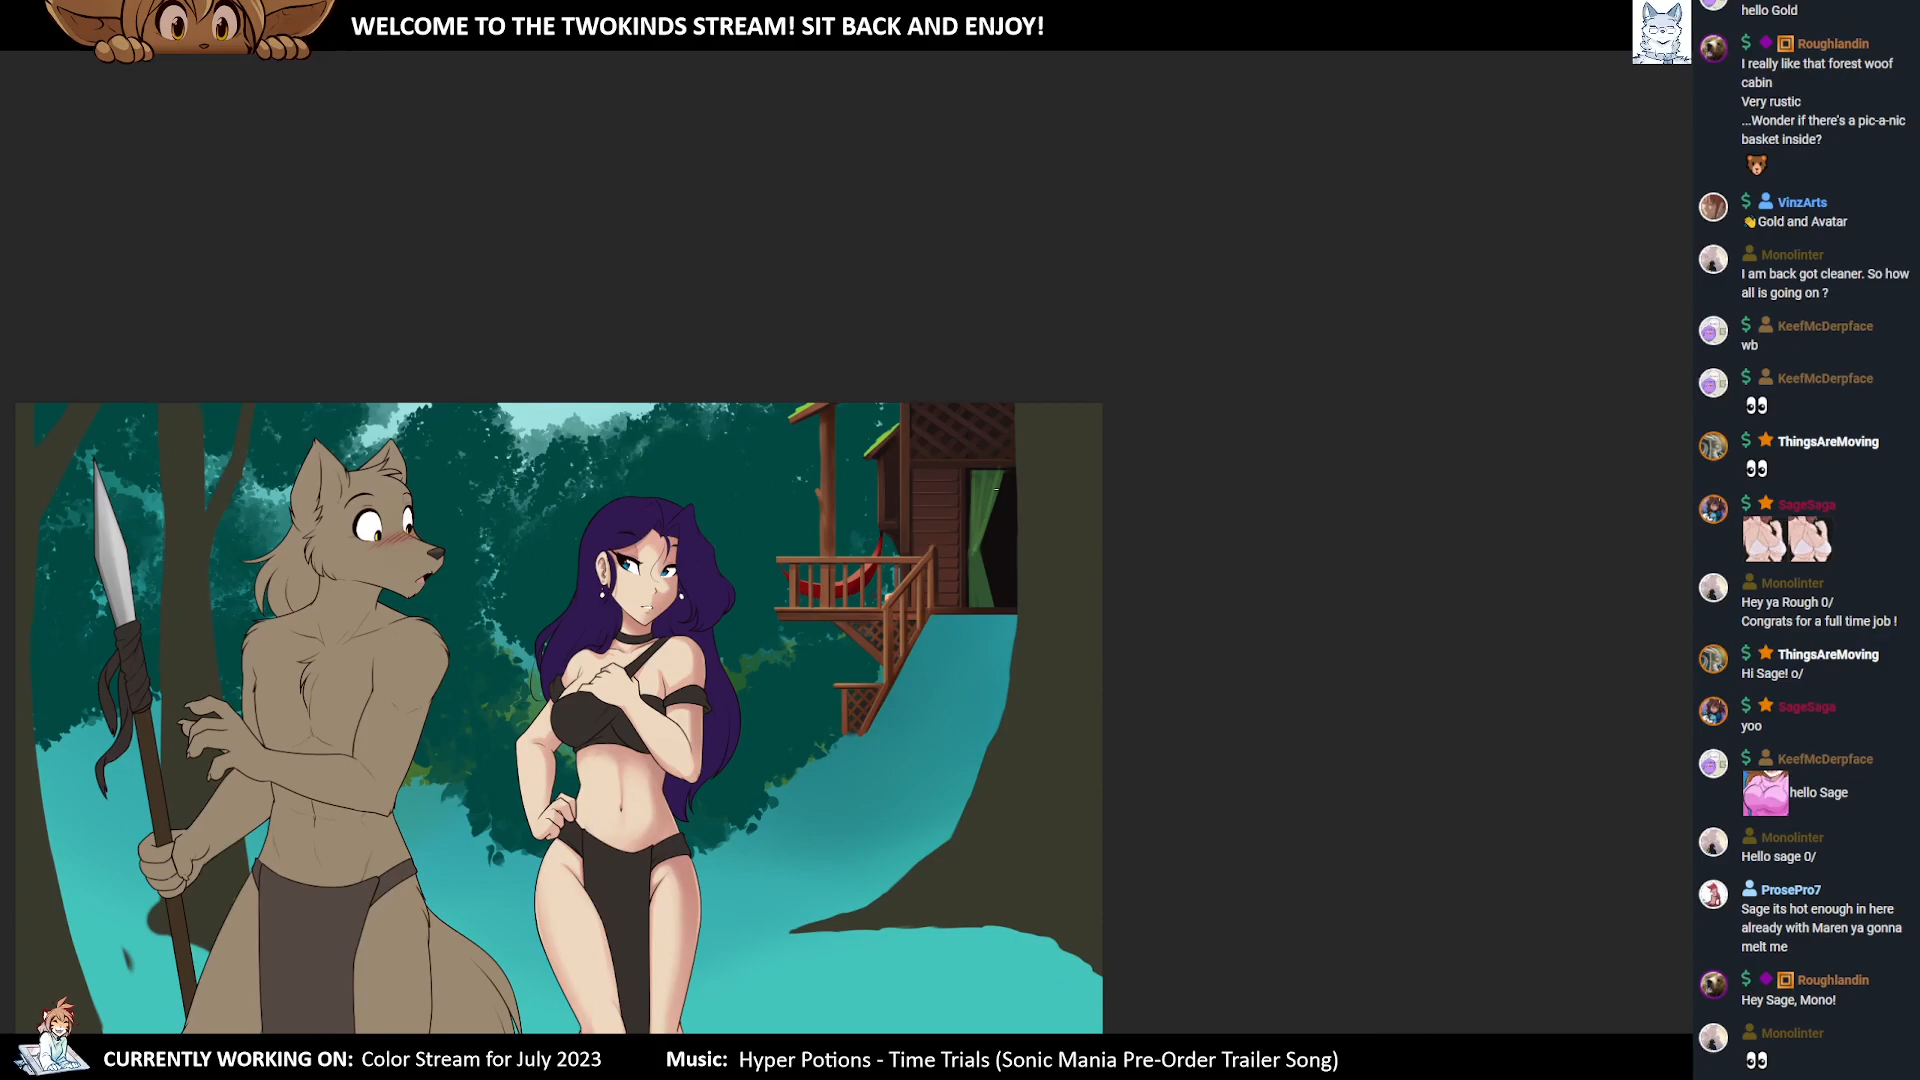 WELCOME TO THE TWOKINDS STREAM! SIT BACK AND ENJOY!
hello Gold
Roughlandin
I really like that forest woof
cabin
Very rustic
...Wonder if there's a pic-a-nic
basket inside?
VinzArts
Gold and Avatar
Monolinter
I am back got cleaner. So how
all is going on ?
KeefMcDerpface
wb
KeefMcDerpface
ThingsAreMoving
SageSaga
Monolinter
Hey ya Rough 0/
Congrats for a full time job !
ThingsAreMoving
Hi Sage! o/
SageSaga
yoo
KeefMcDerpface
hello Sage
Monolinter
Hello sage 0/
ProsePro7
Sage its hot enough in here
already with Maren ya gonna
melt me
Roughlandin
Hey Sage, Mono!
Monolinter
CURRENTLY WORKING ON: Color Stream for July 2023
Music: Hyper Potions - Time Trials (Sonic Mania Pre-Order Trailer Song)